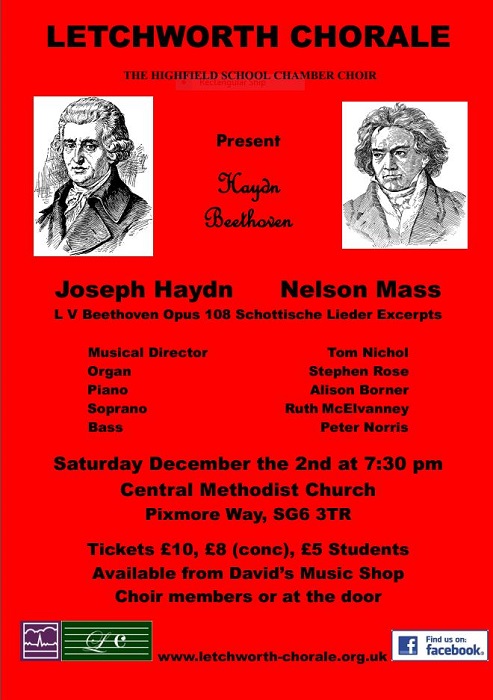 LETCHWORTH CHORALE
THE HIGHFIELD SCHOOL CHAMBER CHOIR
Rectangular Snip
Present
Haydn
Beethoven
Joseph Haydn Nelson Mass
L V Beethoven Opus 108 Schottische Lieder Excerpts
Musical Director Tom Nichol
Organ Stephen Rose
Piano Alison Borner
Soprano Ruth McElvanney
Bass Peter Norris
Saturday December the 2nd at 7:30 pm
Central Methodist Church
Pixmore Way, SG6 3TR
Tickets £10, £8 (conc), £5 Students
Available from David's Music Shop
Choir members or at the door
L c
www.letchworth-chorale.org.uk
f Find us on:
facebook.